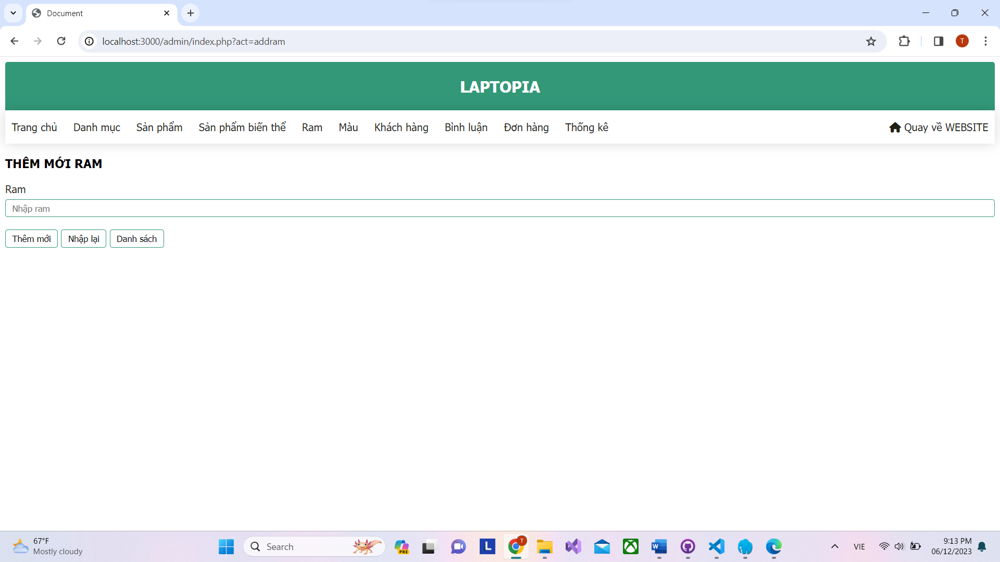 Document
localhost:3000/admin/index.php?act=addram
T
LAPTOPIA
Trang chủ Danh mục Sản phẩm Sản phẩm biến thể Ram Màu Khách hàng Bình luận Đơn hàng Thống kê Quay về WEBSITE
THÊM MỚI RAM
Ram
Nhập ram
Thêm mới Nhập lại Danh sách
67°F
Mostly cloudy
Search
PRE
L
T
W
VIE
9:13 PM
06/12/2023